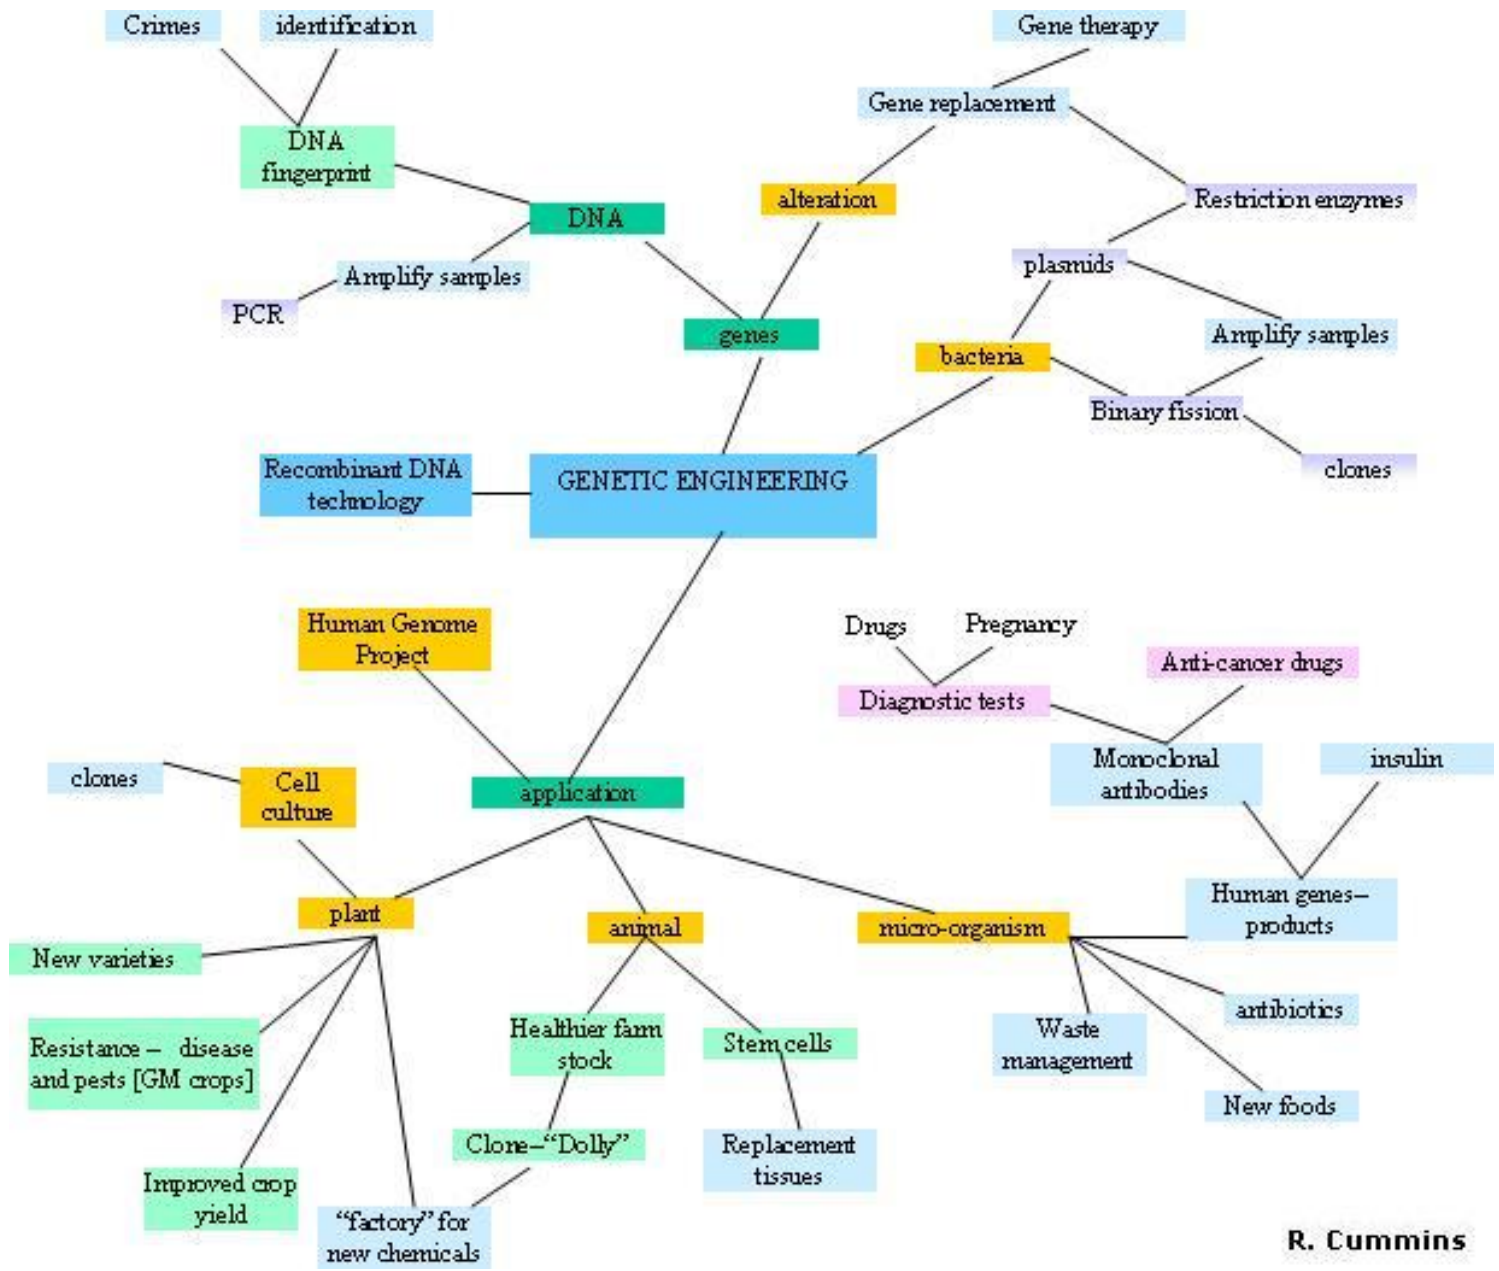 Crimes
identification
Gene therapy
Gene replacement
DNA
fingerprint
alteration
Restriction enzymes
DNA
plasmids
Amplify samples
PCR
genes
Amplify samples
bacteria
Binary fission
clones
Recombinant DNA
technology
GENETIC ENGINEERING
Human Genome
Project
Drugs
Pregnancy
Anti-cancer drugs
Diagnostic tests
Monoclonal
antibodies
insulin
clones
Cell
culture
application
Human genes–
products
plant
animal
micro-organism
New varieties
antibiotics
Resistance – disease
and pests [GM crops]
Healthier farm
stock
Stem cells
Waste
management
New foods
Clone–“Dolly”
Replacement
tissues
Improved crop
yield
“factory” for
new chemicals
R. Cummins